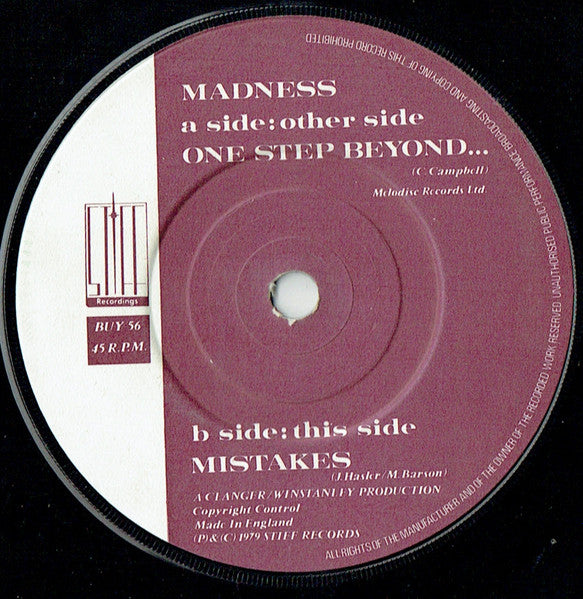 MADNESS
a side:other side
ONE STEP BEYOND...
(C. Campbell)
Melodisc Records Ltd.
STIFF
Recordings
BUY 56
45 R.P.M.
b side:this side
MISTAKES
(J. Hasler/M. Barson)
A CLANGER/WINSTANLEY PRODUCTION
Copyright Control
Made In England
(P)&(C) 1979 STIFF RECORDS
ALL RIGHTS OF THE MANUFACTURER AND OF THE OWNER OF THE RECORDED WORK RESERVED. UNAUTHORISED PUBLIC PERFORMANCE BROADCASTING AND COPYING OF THIS RECORD PROHIBITED